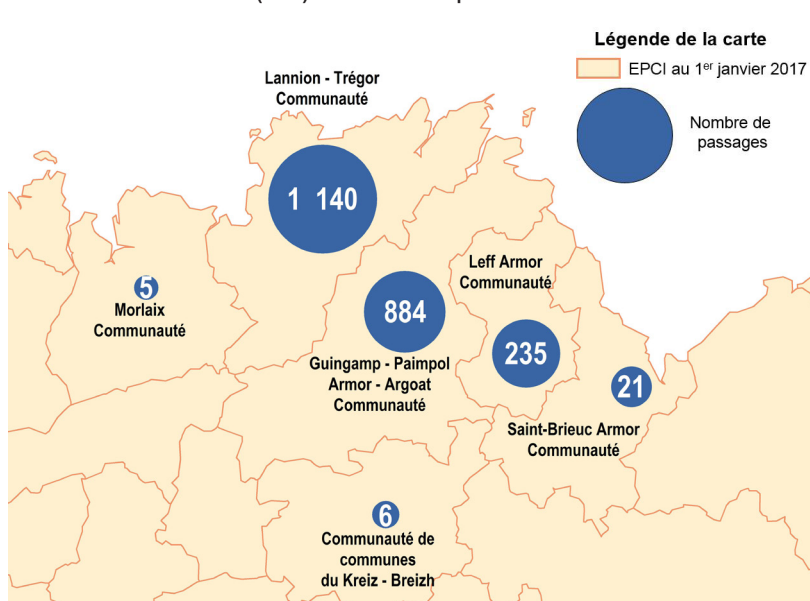 Légende de la carte
EPCI au 1er janvier 2017
Nombre de
passages
Lannion - Trégor
Communauté
1 140
Leff Armor
Communauté
5
Morlaix
Communauté
884
235
Guingamp - Paimpol
Armor - Argoat
Communauté
21
Saint-Brieuc Armor
Communauté
6
Communauté de
communes
du Kreiz - Breizh